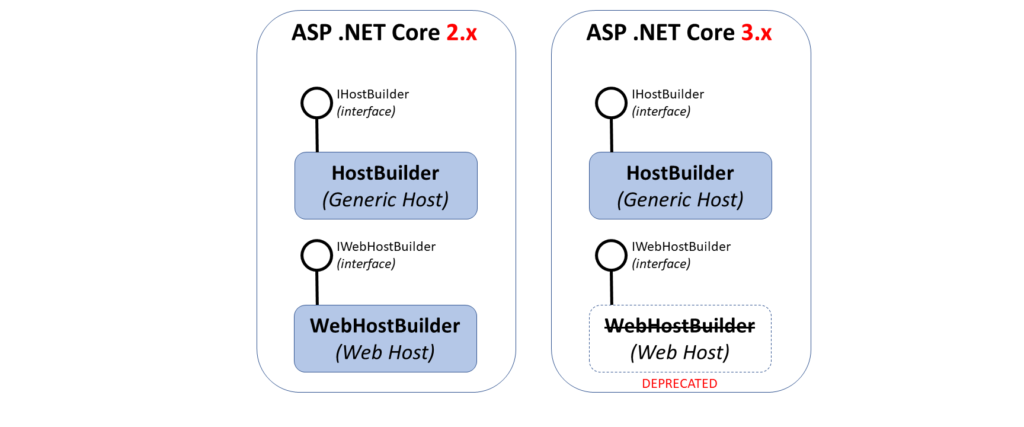 ASP .NET Core 2.x
IHostBuilder
(interface)
HostBuilder
(Generic Host)
IWebHostBuilder
(interface)
WebHostBuilder
(Web Host)
ASP .NET Core 3.x
IHostBuilder
(interface)
HostBuilder
(Generic Host)
IWebHostBuilder
(interface)
WebHostBuilder
(Web Host)
DEPRECATED